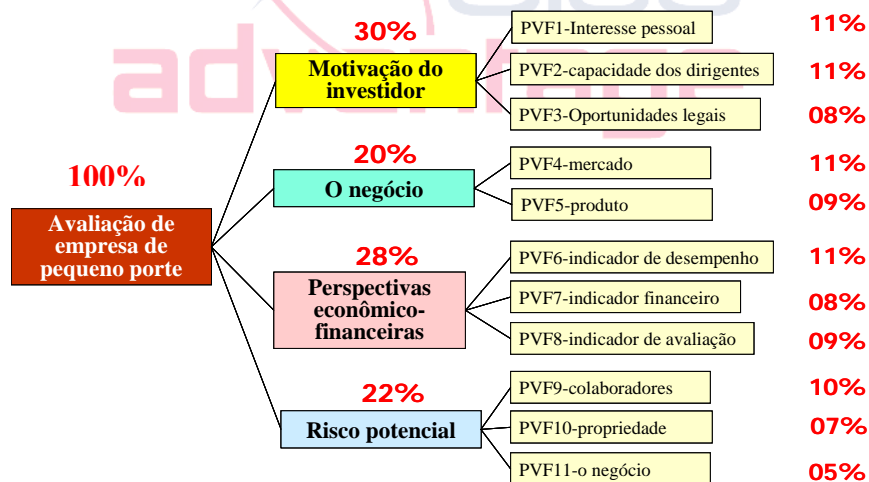 100%
Avaliação de
empresa de
pequeno porte
30%
Motivação do
investidor
PVF1-Interesse pessoal 11%
PVF2-capacidade dos dirigentes 11%
PVF3-Oportunidades legais 08%
20%
O negócio
PVF4-mercado 11%
PVF5-produto 09%
28%
Perspectivas
econômico-
financeiras
PVF6-indicador de desempenho 11%
PVF7-indicador financeiro 08%
PVF8-indicador de avaliação 09%
22%
Risco potencial
PVF9-colaboradores 10%
PVF10-propriedade 07%
PVF11-o negócio 05%